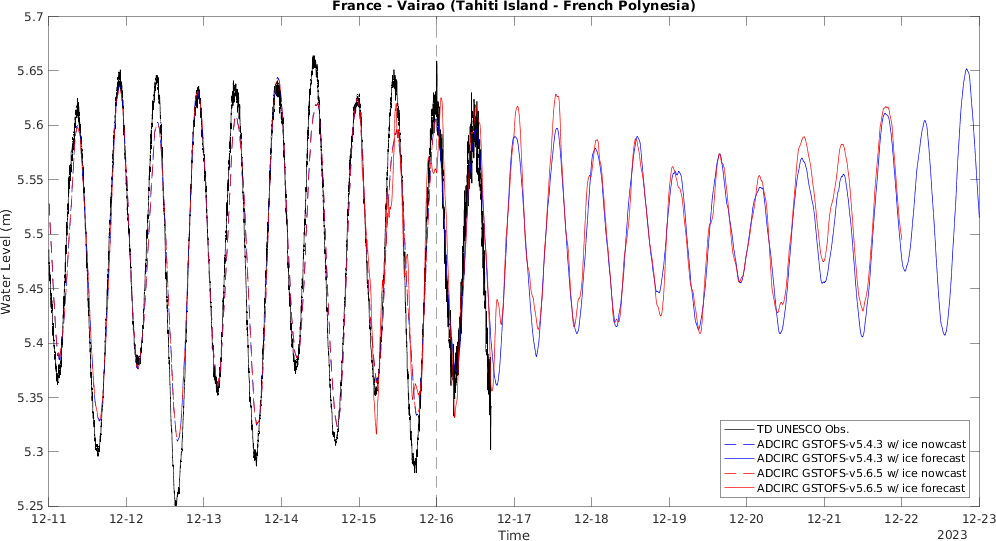 France - Vairao (Tahiti Island - French Polynesia)
5.7
5.65
5.6
5.55
5.5
5.45
5.4
5.35
5.3
5.25
Water Level (m)
TD UNESCO Obs.
ADCIRC GSTOFS-v5.4.3 w/ ice nowcast
ADCIRC GSTOFS-v5.4.3 w/ ice forecast
ADCIRC GSTOFS-v5.6.5 w/ ice nowcast
ADCIRC GSTOFS-v5.6.5 w/ ice forecast
12-11 12-12 12-13 12-14 12-15 12-16 12-17 12-18 12-19 12-20 12-21 12-22 12-23
Time
2023